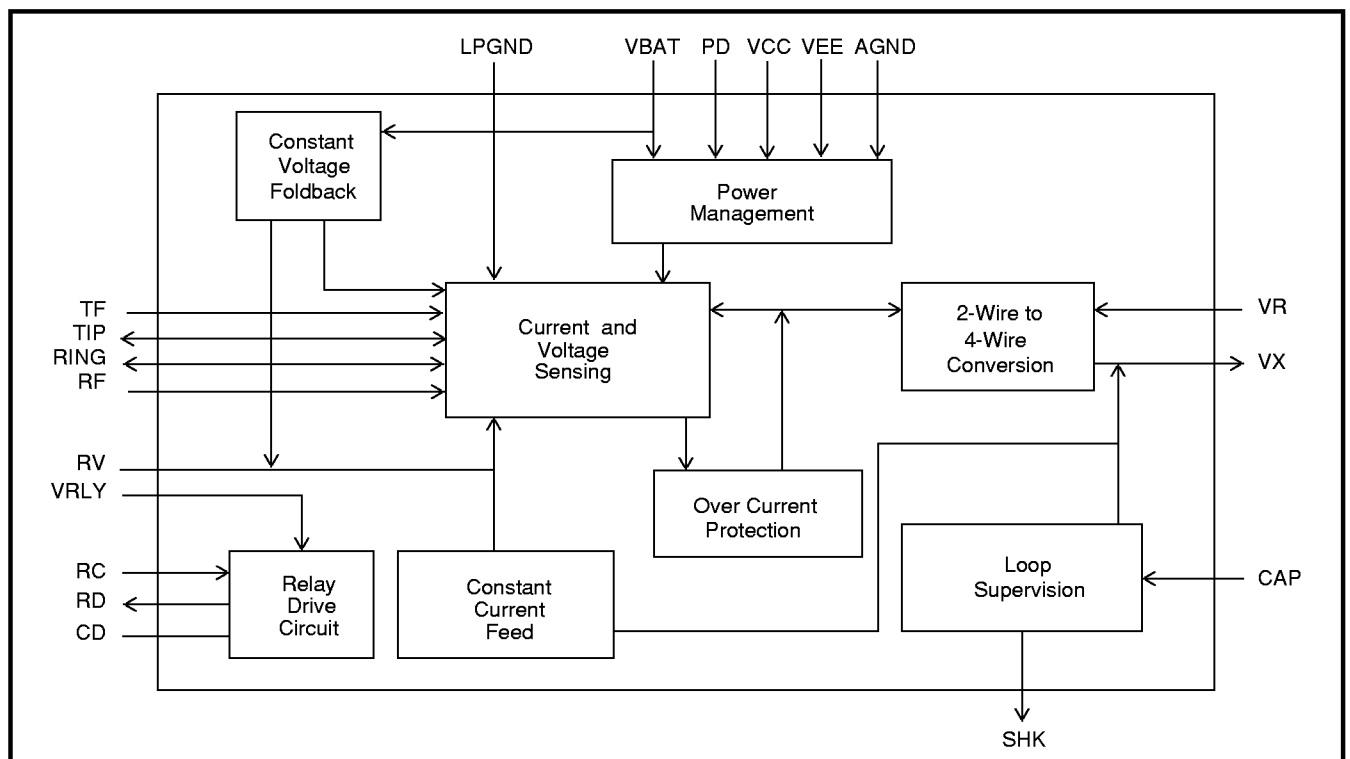 LPGND VBAT PD VCC VEE AGND
Constant
Voltage
Foldback
Power
Management
TF
TIP
RING
RF
Current and
Voltage
Sensing
2-Wire to
4-Wire
Conversion
VR
VX
RV
VRLY
Over Current
Protection
RC
RD
CD
Relay
Drive
Circuit
Constant
Current
Feed
Loop
Supervision
CAP
SHK